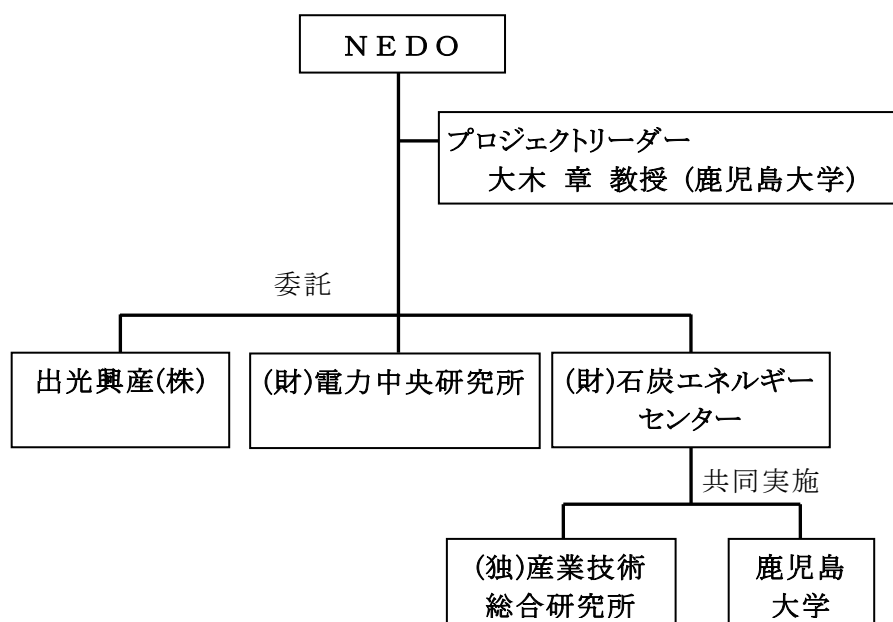 ＮＥＤＯ
プロジェクトリーダー
大木 章 教授 (鹿児島大学)
委託
出光興産(株)
(財)電力中央研究所
(財)石炭エネルギー
センター
共同実施
(独)産業技術
総合研究所
鹿児島
大学